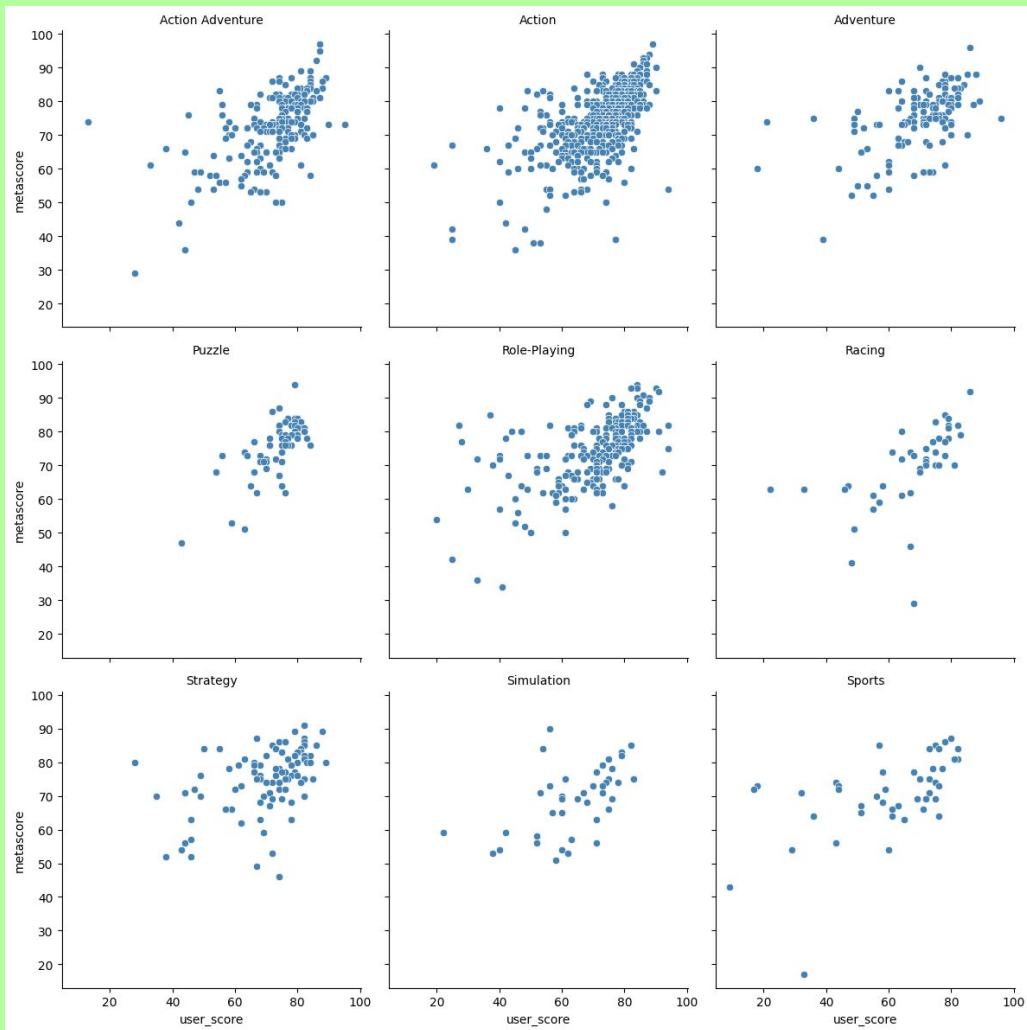 Action Adventure
Action
Adventure
100
90
80
70
60
50
40
30
20
metascore
Puzzle
Role-Playing
Racing
100
90
80
70
60
50
40
30
20
metascore
Strategy
Simulation
Sports
100
90
80
70
60
50
40
30
20
metascore
20 40 60 80 100
20 40 60 80 100
20 40 60 80 100
user_score
user_score
user_score